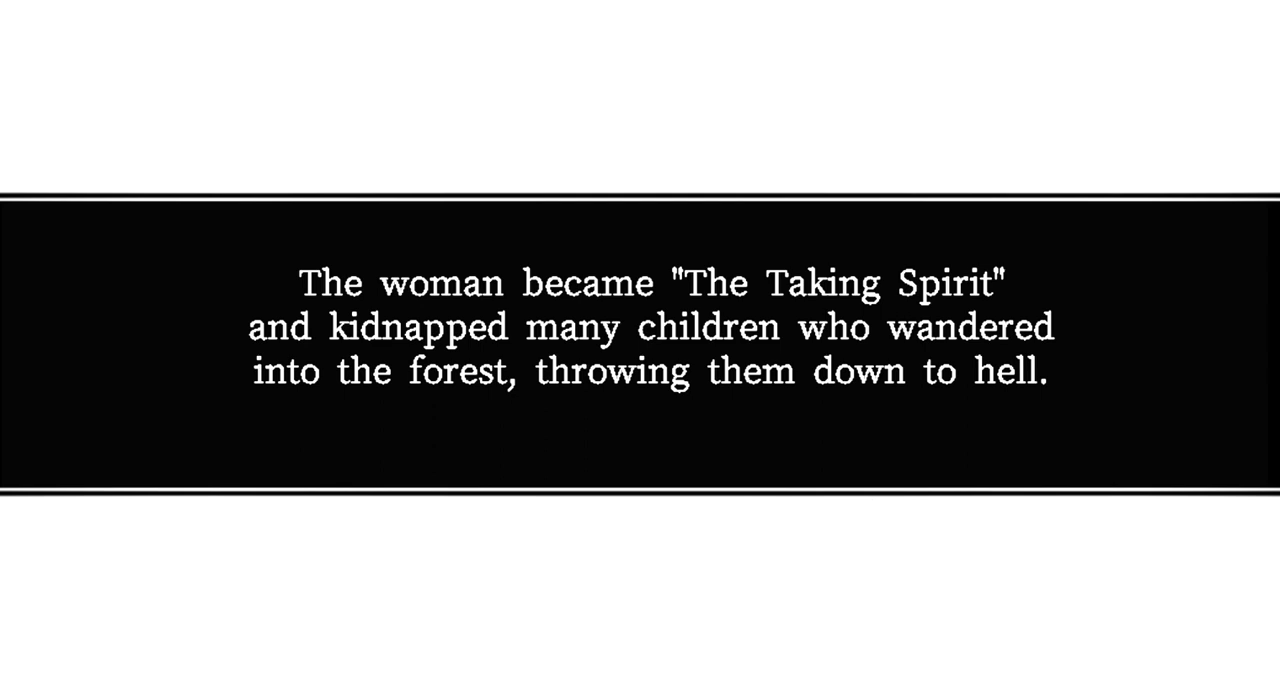 The woman became "The Taking Spirit"
and kidnapped many children who wandered
into the forest, throwing them down to hell.